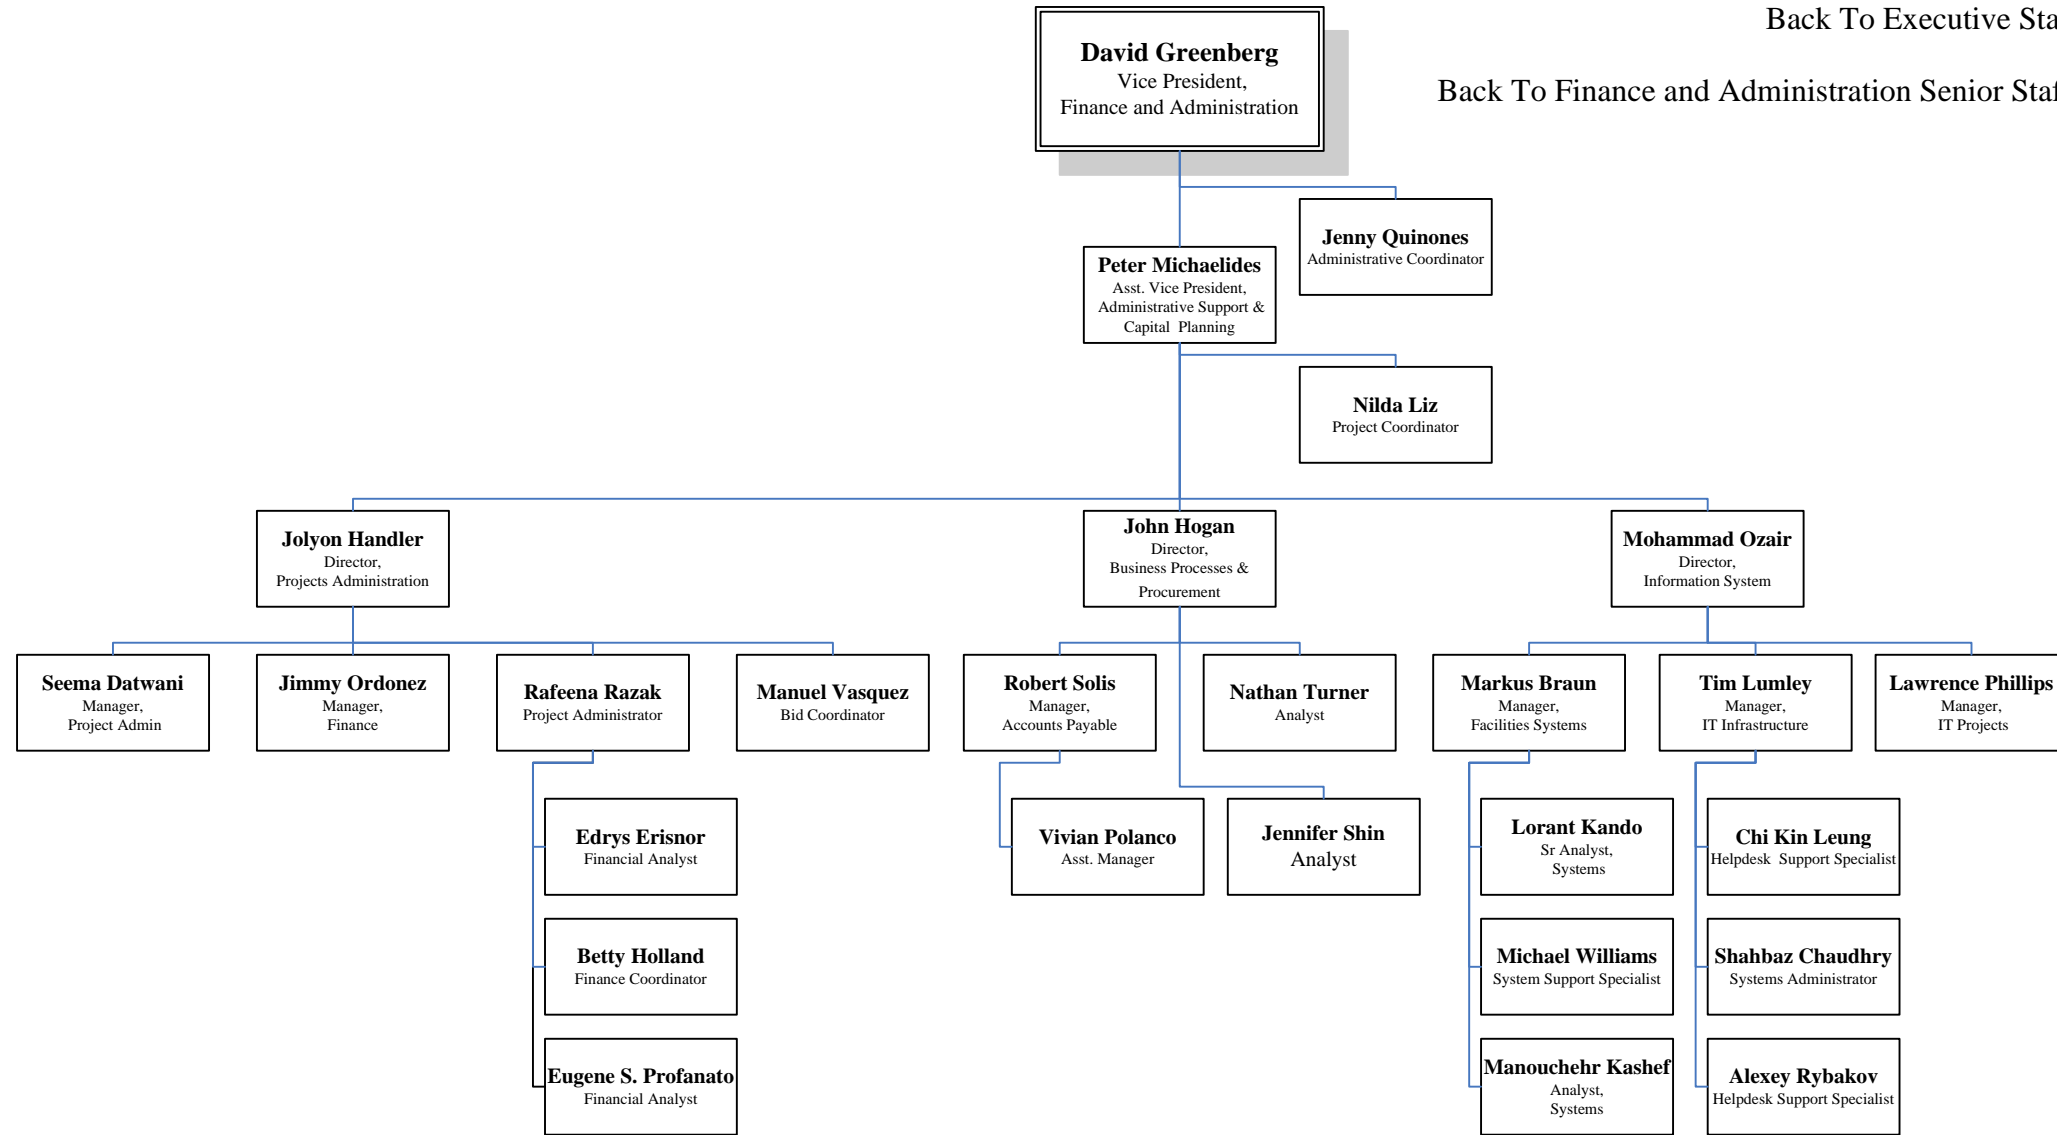 Back To Executive Sta
David Greenberg
Vice President,
Finance and Administration
Back To Finance and Administration Senior Staf
Jenny Quinones
Administrative Coordinator
Peter Michaelides
Asst. Vice President,
Administrative Support &
Capital Planning
Nilda Liz
Project Coordinator
Jolyon Handler
Director,
Projects Administration
John Hogan
Director,
Business Processes &
Procurement
Mohammad Ozair
Director,
Information System
Seema Datwani
Manager,
Project Admin
Jimmy Ordonez
Manager,
Finance
Rafeena Razak
Project Administrator
Manuel Vasquez
Bid Coordinator
Robert Solis
Manager,
Accounts Payable
Nathan Turner
Analyst
Markus Braun
Manager,
Facilities Systems
Tim Lumley
Manager,
IT Infrastructure
Lawrence Phillips
Manager,
IT Projects
Edrys Erisnor
Financial Analyst
Vivian Polanco
Asst. Manager
Jennifer Shin
Analyst
Lorant Kando
Sr Analyst,
Systems
Chi Kin Leung
Helpdesk Support Specialist
Betty Holland
Finance Coordinator
Michael Williams
System Support Specialist
Shahbaz Chaudhry
Systems Administrator
Eugene S. Profanato
Financial Analyst
Manouchehr Kashef
Analyst,
Systems
Alexey Rybakov
Helpdesk Support Specialist